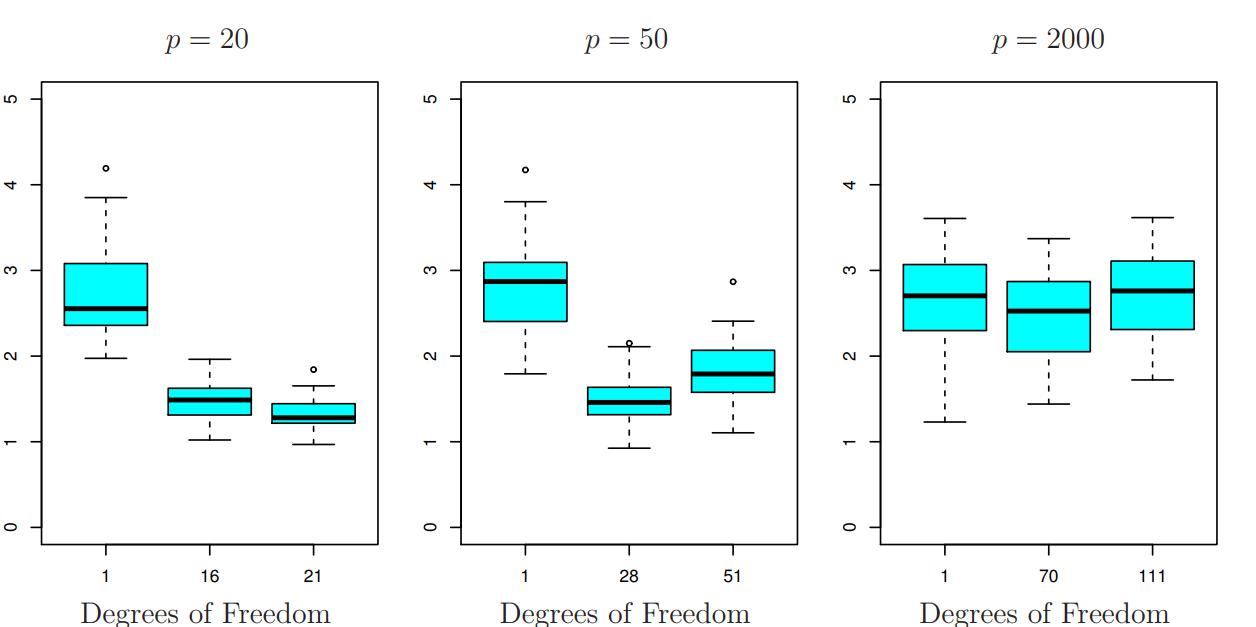 p = 20
p = 50
p = 2000
5
4
3
2
1
0
5
4
3
2
1
0
5
4
3
2
1
0
1 16 21
1 28 51
1 70 111
Degrees of Freedom
Degrees of Freedom
Degrees of Freedom